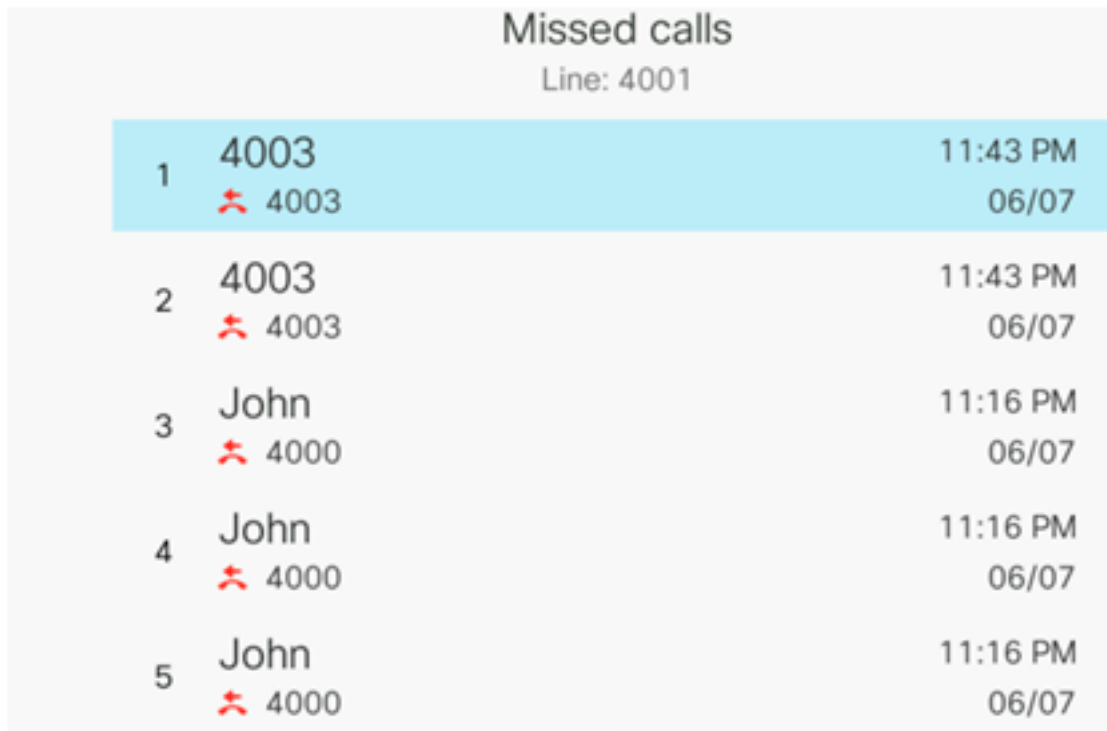 Missed calls
Line: 4001
1 4003 11:43 PM
4003 06/07
2 4003 11:43 PM
4003 06/07
3 John 11:16 PM
4000 06/07
4 John 11:16 PM
4000 06/07
5 John 11:16 PM
4000 06/07